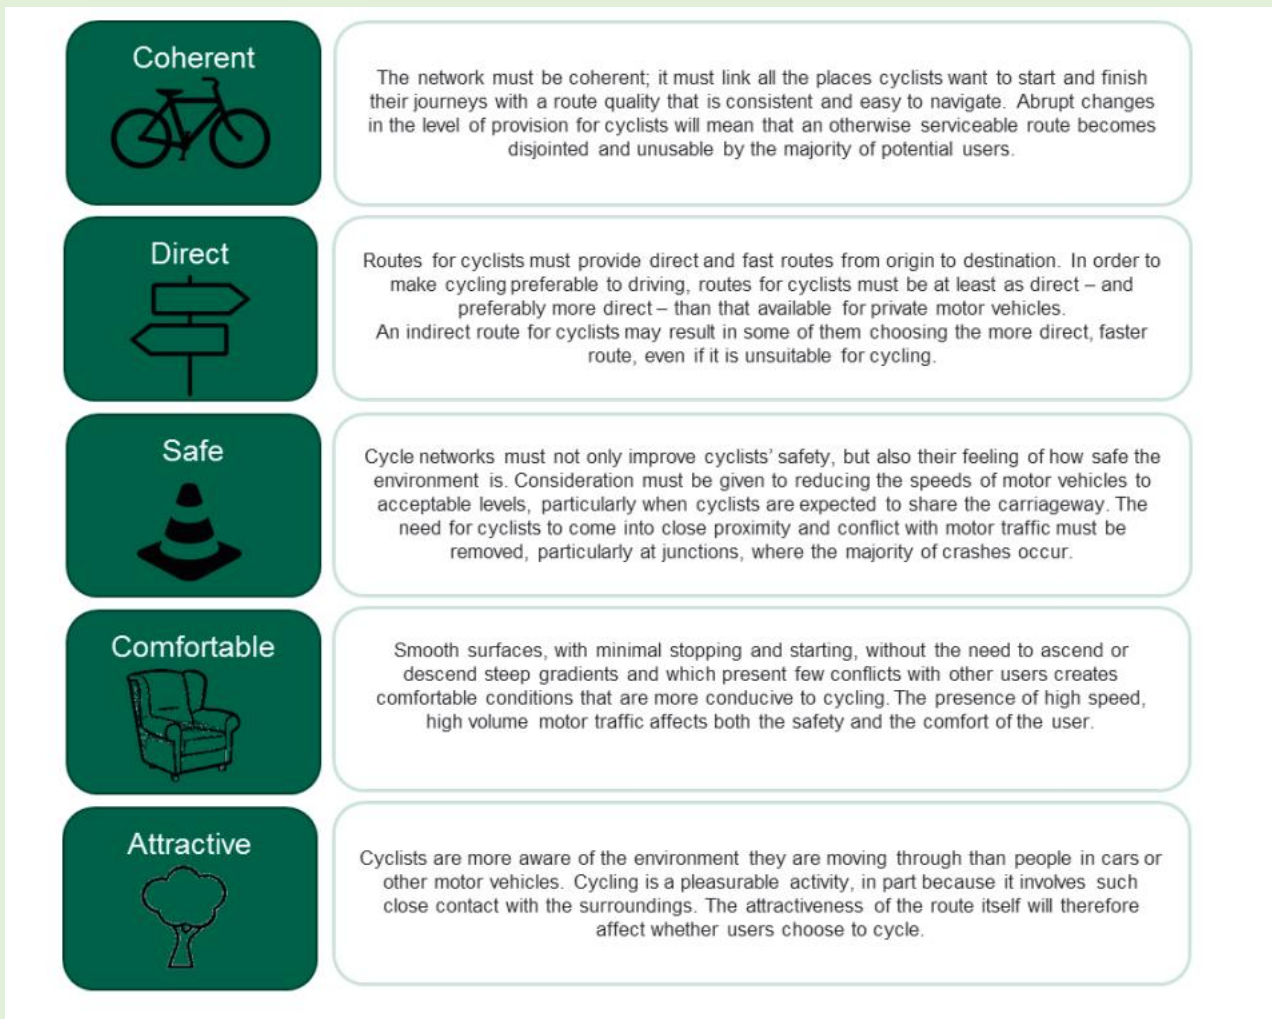 Coherent
The network must be coherent; it must link all the places cyclists want to start and finish
their journeys with a route quality that is consistent and easy to navigate. Abrupt changes
in the level of provision for cyclists will mean that an otherwise serviceable route becomes
disjointed and unusable by the majority of potential users.
Direct
Routes for cyclists must provide direct and fast routes from origin to destination. In order to
make cycling preferable to driving, routes for cyclists must be at least as direct – and
preferably more direct – than that available for private motor vehicles.
An indirect route for cyclists may result in some of them choosing the more direct, faster
route, even if it is unsuitable for cycling.
Safe
Cycle networks must not only improve cyclists’ safety, but also their feeling of how safe the
environment is. Consideration must be given to reducing the speeds of motor vehicles to
acceptable levels, particularly when cyclists are expected to share the carriageway. The
need for cyclists to come into close proximity and conflict with motor traffic must be
removed, particularly at junctions, where the majority of crashes occur.
Comfortable
Smooth surfaces, with minimal stopping and starting, without the need to ascend or
descend steep gradients and which present few conflicts with other users creates
comfortable conditions that are more conducive to cycling. The presence of high speed,
high volume motor traffic affects both the safety and the comfort of the user.
Attractive
Cyclists are more aware of the environment they are moving through than people in cars or
other motor vehicles. Cycling is a pleasurable activity, in part because it involves such
close contact with the surroundings. The attractiveness of the route itself will therefore
affect whether users choose to cycle.